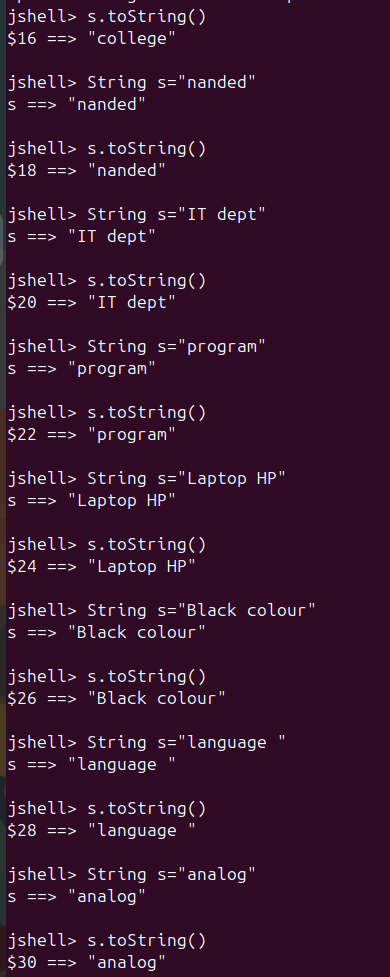 jshell> s.toString()
$16 ==> "college"
jshell> String s="nanded"
s ==> "nanded"
jshell> s.toString()
$18 ==> "nanded"
jshell> String s="IT dept"
s ==> "IT dept"
jshell> s.toString()
$20 ==> "IT dept"
jshell> String s="program"
s ==> "program"
jshell> s.toString()
$22 ==> "program"
jshell> String s="Laptop HP"
s ==> "Laptop HP"
jshell> s.toString()
$24 ==> "Laptop HP"
jshell> String s="Black colour"
s ==> "Black colour"
jshell> s.toString()
$26 ==> "Black colour"
jshell> String s="language "
s ==> "language "
jshell> s.toString()
$28 ==> "language "
jshell> String s="analog"
s ==> "analog"
jshell> s.toString()
$30 ==> "analog"